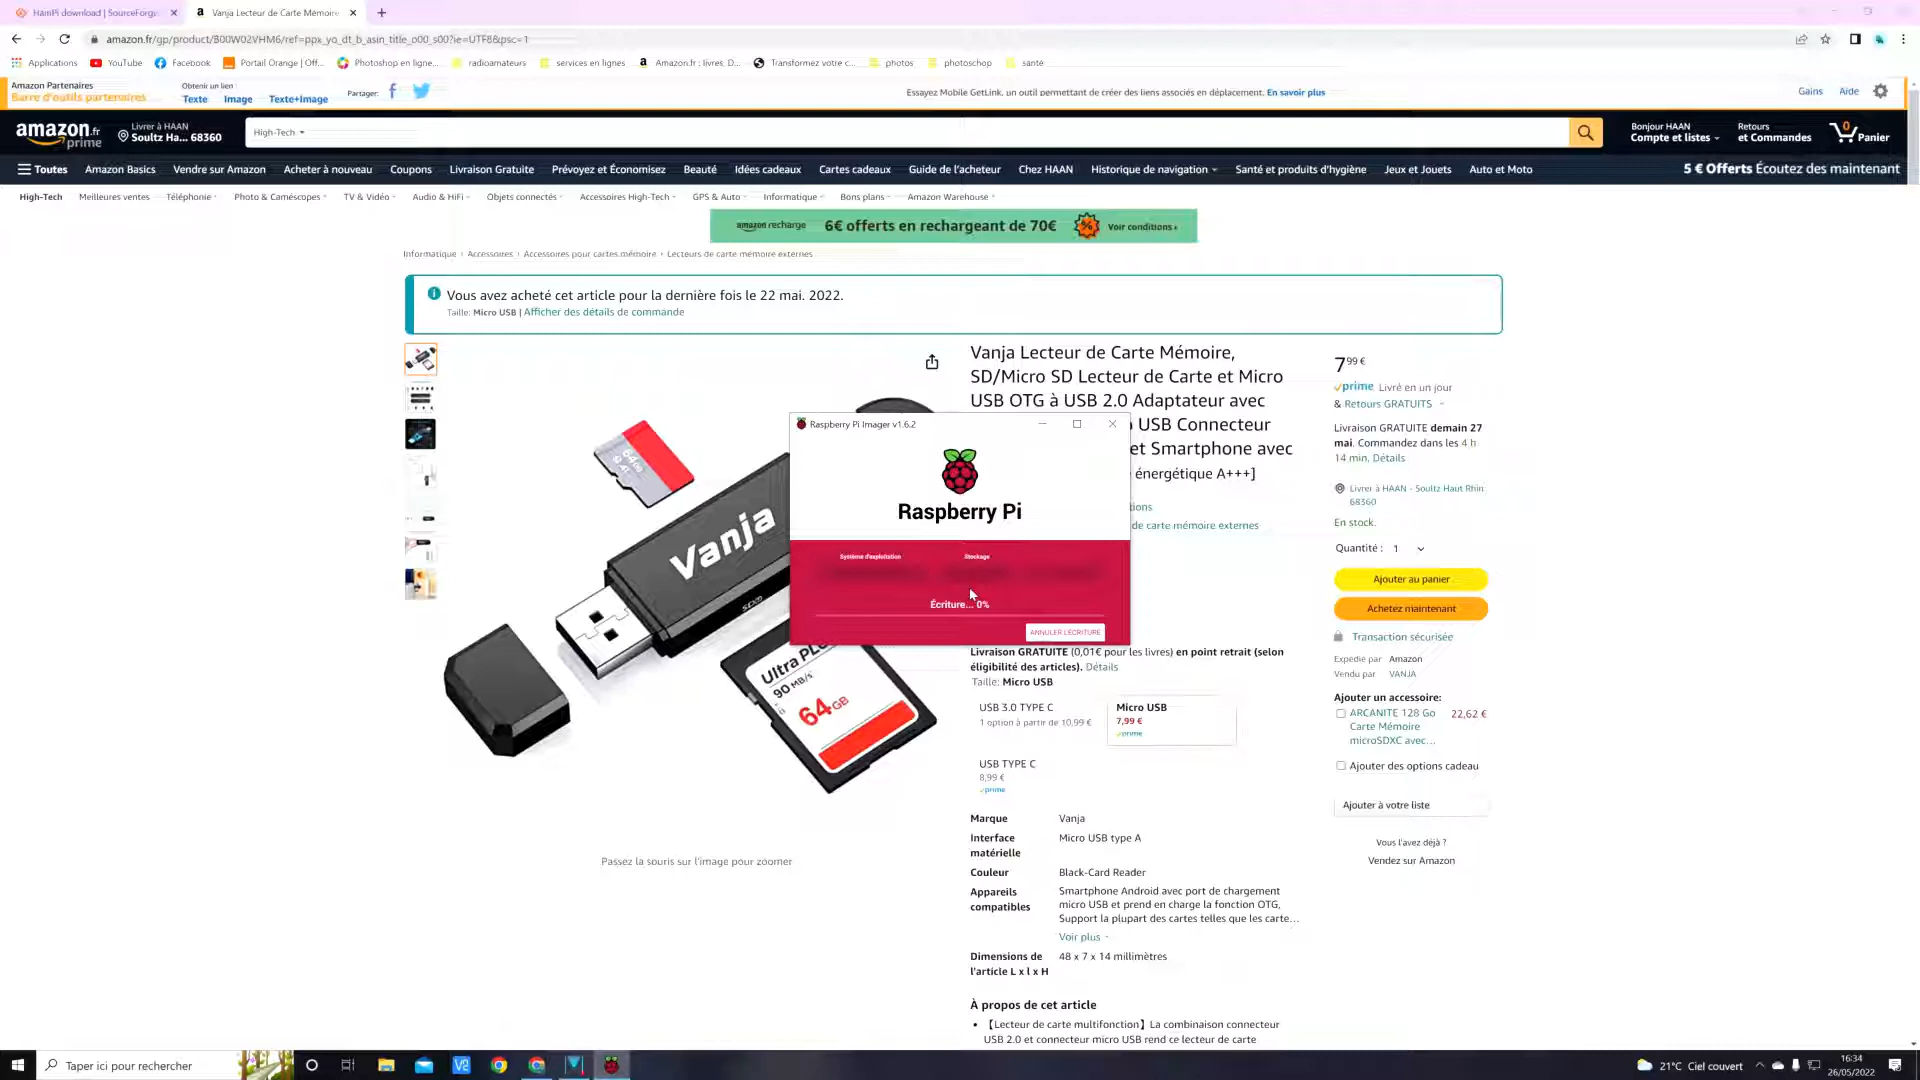 HamPi download | SourceForge
Vanja Lecteur de Carte Mémoire
amazon.fr/gp/product/B00W02VHM6/ref=ppx_yo_dt_b_asin_title_o00_s00?ie=UTF8&psc=1
Applications YouTube Facebook Portail Orange | Off... Photoshop en ligne... radioamateurs services en lignes Amazon.fr : livres, D... Transformez votre c... photos photoschop santé
Amazon Partenaires
Barre d'outils partenaires
Obtenir un lien :
Texte Image Texte+Image
Partager:
Essayez Mobile GetLink, un outil permettant de créer des liens associés en déplacement. En savoir plus
Gains Aide
amazon.fr
prime
Livrer à HAAN
Soultz Ha... 68360
High-Tech
Bonjour HAAN
Compte et listes
Retours
et Commandes
0
Panier
Toutes Amazon Basics Vendre sur Amazon Acheter à nouveau Coupons Livraison Gratuite Prévoyez et Économisez Beauté Idées cadeaux Cartes cadeaux Guide de l'acheteur Chez HAAN Historique de navigation Santé et produits d'hygiène Jeux et Jouets Auto et Moto
5 € Offerts Écoutez des maintenant
High-Tech Meilleures ventes Téléphonie Photo & Caméscopes TV & Vidéo Audio & HiFi Objets connectés Accessoires High-Tech GPS & Auto Informatique Bons plans Amazon Warehouse
amazon recharge 6€ offerts en rechargeant de 70€ % Voir conditions ›
Informatique › Accessoires › Accessoires pour cartes mémoire › Lecteurs de carte mémoire externes
Vous avez acheté cet article pour la dernière fois le 22 mai. 2022.
Taille: Micro USB | Afficher des détails de commande
Vanja Lecteur de Carte Mémoire,
SD/Micro SD Lecteur de Carte et Micro
USB OTG à USB 2.0 Adaptateur avec
USB Connecteur
et Smartphone avec
énergétique A+++]
tions
de carte mémoire externes
Raspberry Pi Imager v1.6.2
Raspberry Pi
Système d'exploitation
Stockage
Écriture... 0%
ANNULER L'ÉCRITURE
Vanja
Ultra PLU
90 MB/s
64GB
Passez la souris sur l'image pour zoomer
Livraison GRATUITE (0,01€ pour les livres) en point retrait (selon
éligibilité des articles). Détails
Taille: Micro USB
USB 3.0 TYPE C
1 option à partir de 10,99 €
Micro USB
7,99 €
prime
USB TYPE C
8,99 €
prime
Marque Vanja
Interface
matérielle
Micro USB type A
Couleur Black-Card Reader
Appareils
compatibles
Smartphone Android avec port de chargement
micro USB et prend en charge la fonction OTG,
Support la plupart des cartes telles que les carte...
Voir plus
Dimensions de
l'article L x l x H
48 x 7 x 14 millimètres
À propos de cet article
• 【Lecteur de carte multifonction】La combinaison connecteur
USB 2.0 et connecteur micro USB rend ce lecteur de carte
7,99 €
prime Livré en un jour
& Retours GRATUITS
Livraison GRATUITE demain 27
mai. Commandez dans les 4 h
14 min. Détails
Livrer à HAAN - Soultz Haut Rhin
68360
En stock.
Quantité : 1
Ajouter au panier
Achetez maintenant
Transaction sécurisée
Expédié par Amazon
Vendu par VANJA
Ajouter un accessoire:
ARCANITE 128 Go
Carte Mémoire
microSDXC avec...
22,62 €
Ajouter des options cadeau
Ajouter à votre liste
Vous l'avez déjà ?
Vendez sur Amazon
Taper ici pour rechercher
21°C Ciel couvert
16:34
26/05/2022